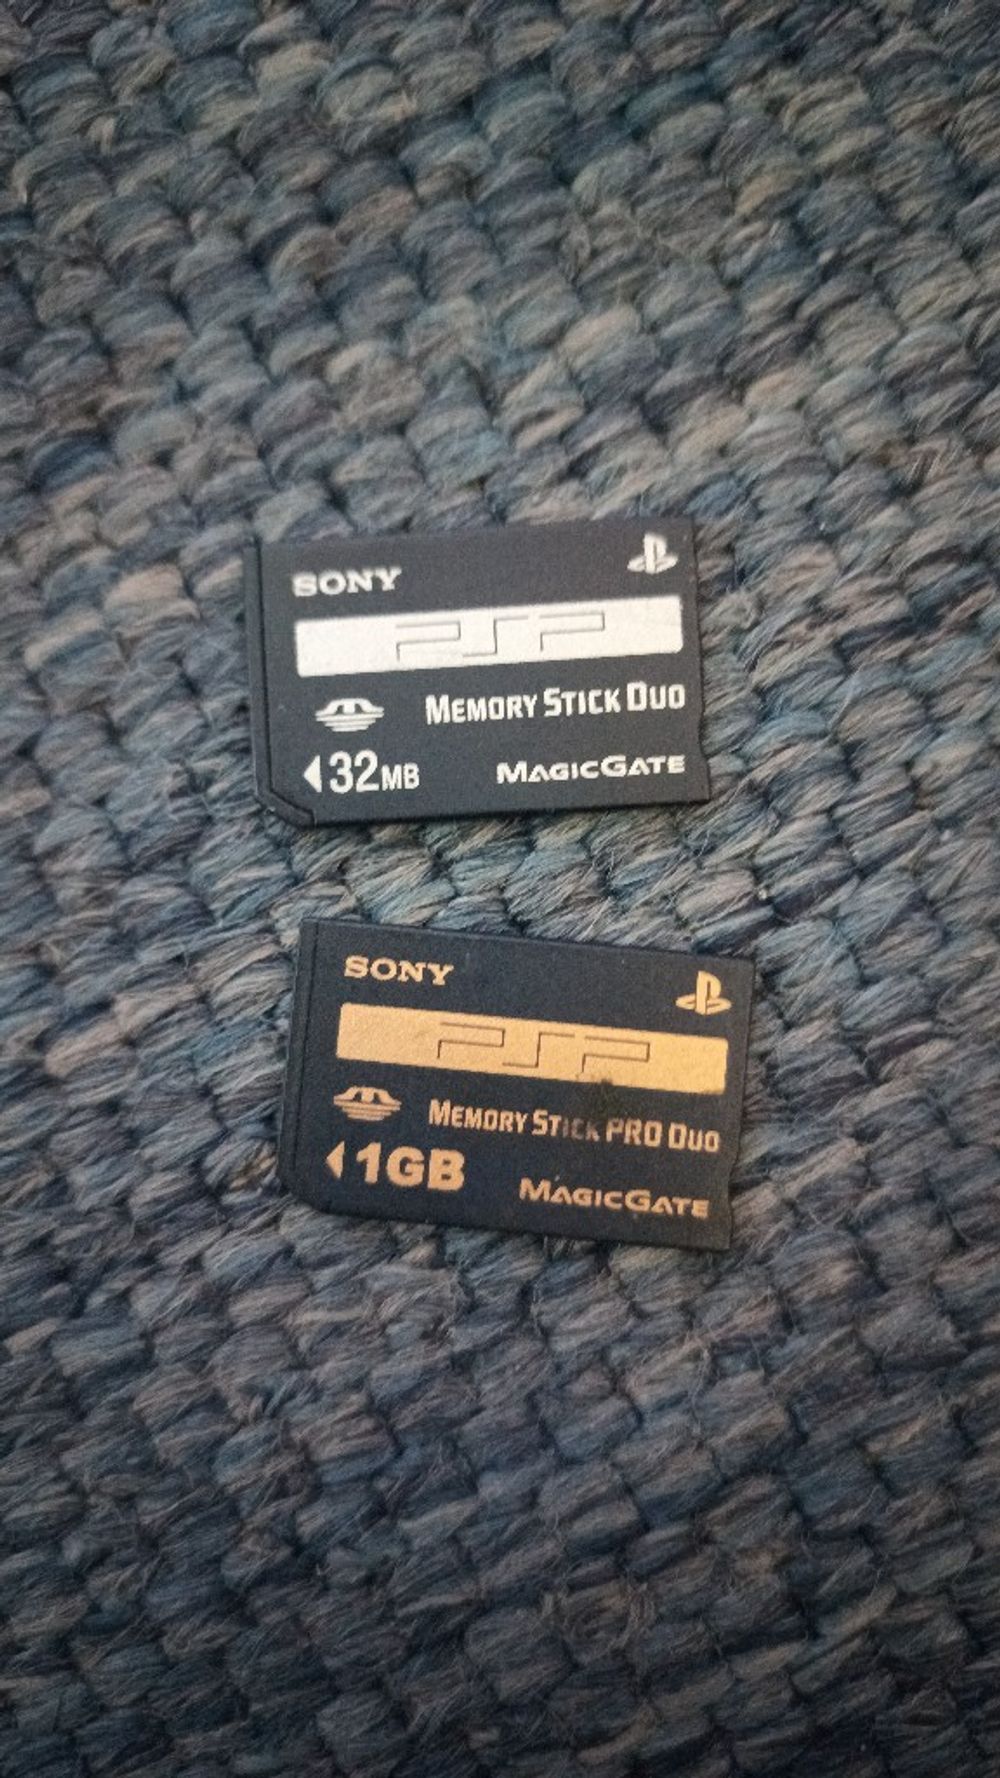 SONY
PSP
MEMORY STICK DUO
32MB
MAGICGATE
SONY
PSP
MEMORY STICK PRO DUO
1GB
MAGICGATE